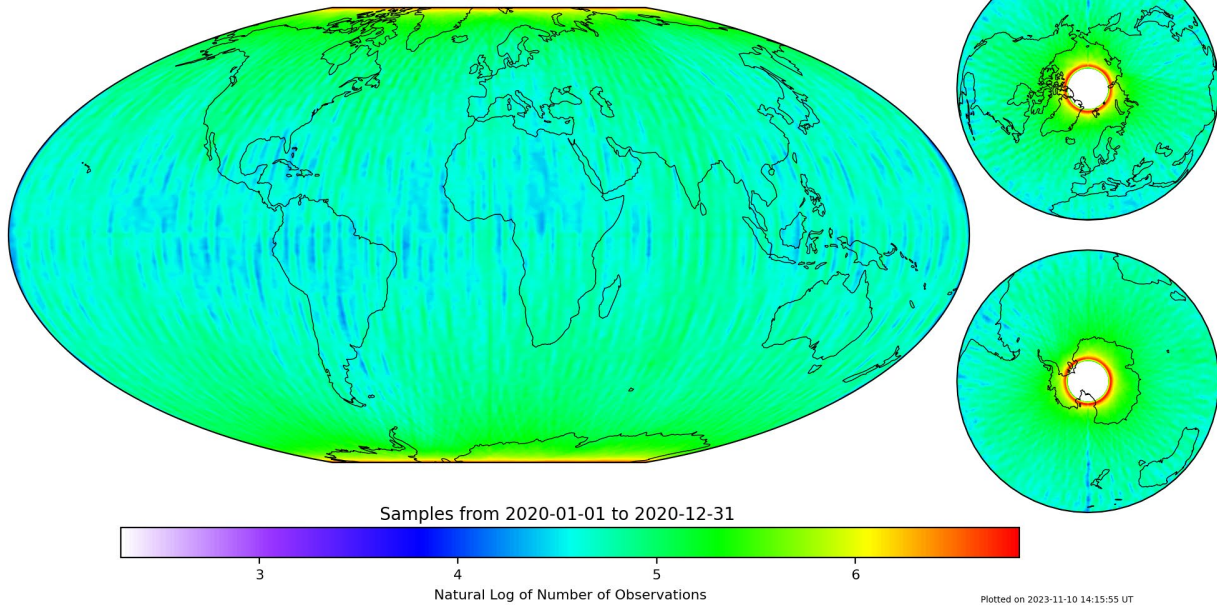 Samples from 2020-01-01 to 2020-12-31
3 4 5 6
Natural Log of Number of Observations
Plotted on 2023-11-10 14:15:55 UT